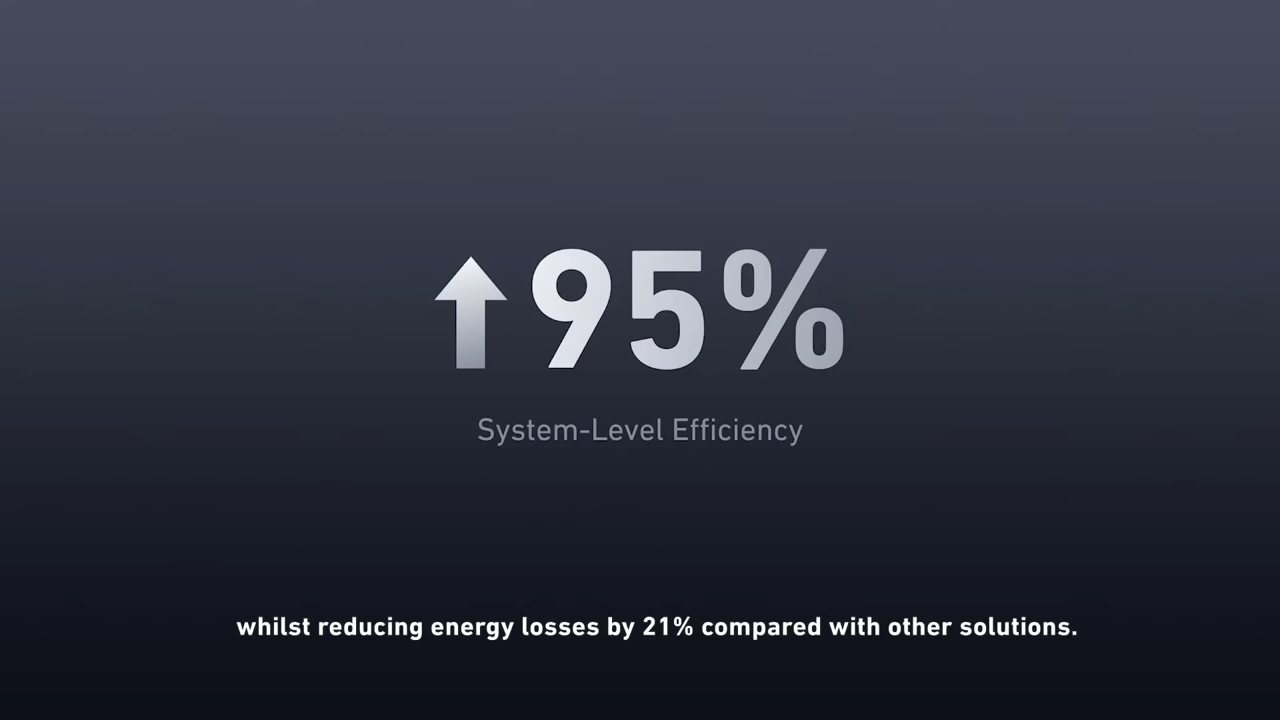 ↑95%
System-Level Efficiency
whilst reducing energy losses by 21% compared with other solutions.